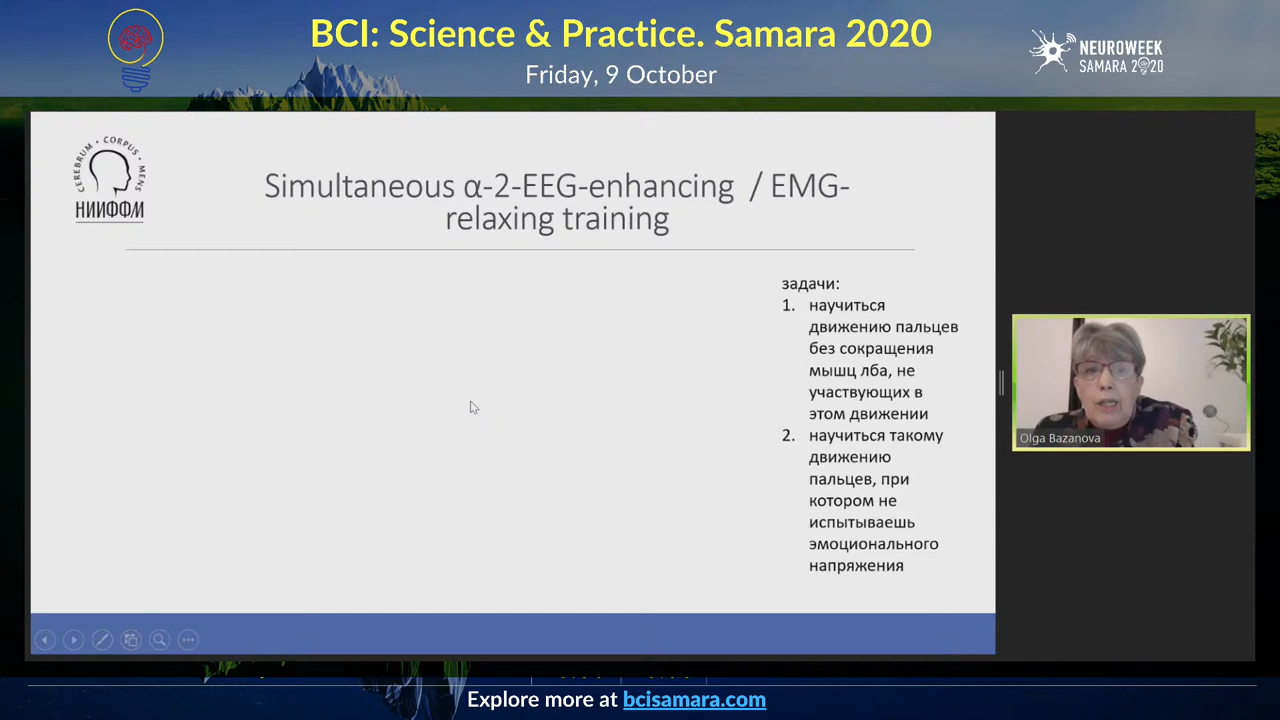 BCI: Science & Practice. Samara 2020
Friday, 9 October
NEUROWEEK
SAMARA 2020
CEREBRUM • CORPUS • MENS
НИИФФМ
Simultaneous α-2-EEG-enhancing / EMG-
relaxing training
задачи:
1. научиться
движению пальцев
без сокращения
мышц лба, не
участвующих в
этом движении
2. научиться такому
движению
пальцев, при
котором не
испытываешь
эмоционального
напряжения
Olga Bazanova
Explore more at bcisamara.com